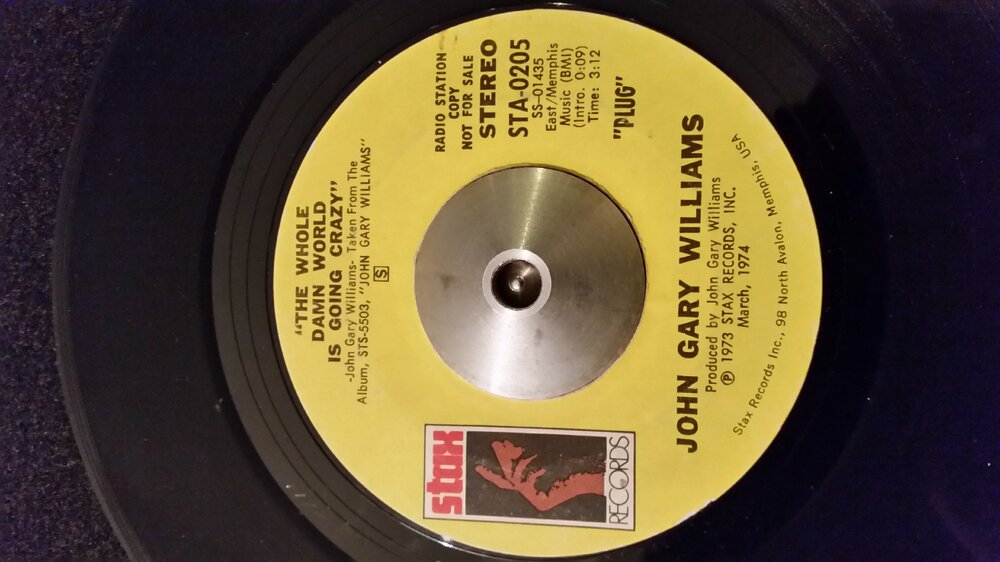 "THE WHOLE
DAMN WORLD
IS GOING CRAZY"
-John Gary Williams- Taken From The
Album, STS-5503, "JOHN GARY WILLIAMS"
S
RADIO STATION
COPY
NOT FOR SALE
STEREO
STA-0205
SS-01435
East/Memphis
Music (BMI)
(Intro. 0:09)
Time: 3:12
"PLUG"
stax
RECORDS
JOHN GARY WILLIAMS
Produced by John Gary Williams
℗ 1973 STAX RECORDS, INC.
March, 1974
Stax Records Inc., 98 North Avalon, Memphis, USA